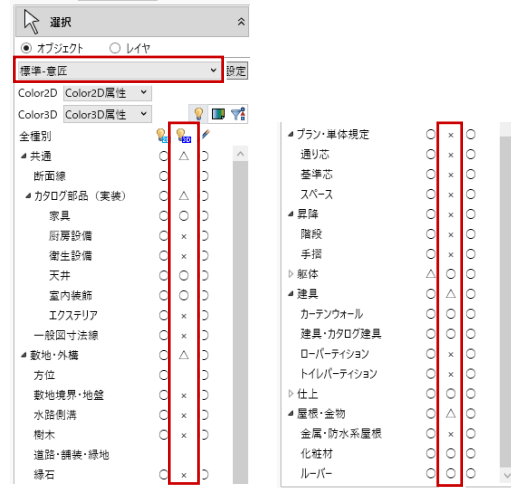 選択
オブジェクト レイヤ
標準-意匠 設定
Color2D Color2D属性
Color3D Color3D属性
全種別 2D 3D
共通 ○ △ ○
断面線 ○ ○
カタログ部品（実装） ○ △ ○
家具 ○ ○ ○
厨房設備 ○ × ○
衛生設備 ○ × ○
天井 ○ ○ ○
室内装飾 ○ ○ ○
エクステリア ○ × ○
一般図寸法線 ○ × ○
敷地・外構 ○ △ ○
方位 ○ ○
敷地境界・地盤 ○ × ○
水路側溝 ○ × ○
樹木 ○ × ○
道路・舗装・緑地
縁石 ○ × ○
プラン・単体規定 ○ × ○
通り芯 ○ × ○
基準芯 ○ × ○
スペース ○ × ○
昇降 ○ × ○
階段 ○ × ○
手摺 ○ × ○
躯体 △ ○ ○
建具 ○ △ ○
カーテンウォール ○ ○ ○
建具・カタログ建具 ○ ○ ○
ローパーティション ○ × ○
トイレパーティション ○ × ○
仕上 ○ ○ ○
屋根・金物 ○ △ ○
金属・防水系屋根 ○ × ○
化粧材 ○ ○ ○
ルーバー ○ ○ ○